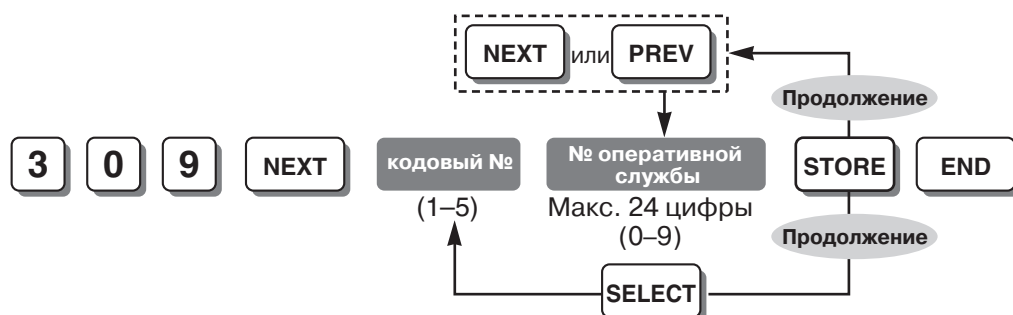 NEXT или PREV
Продолжение
3 0 9 NEXT кодовый № № оперативной службы STORE END
(1–5) Макс. 24 цифры
(0–9)
Продолжение
SELECT